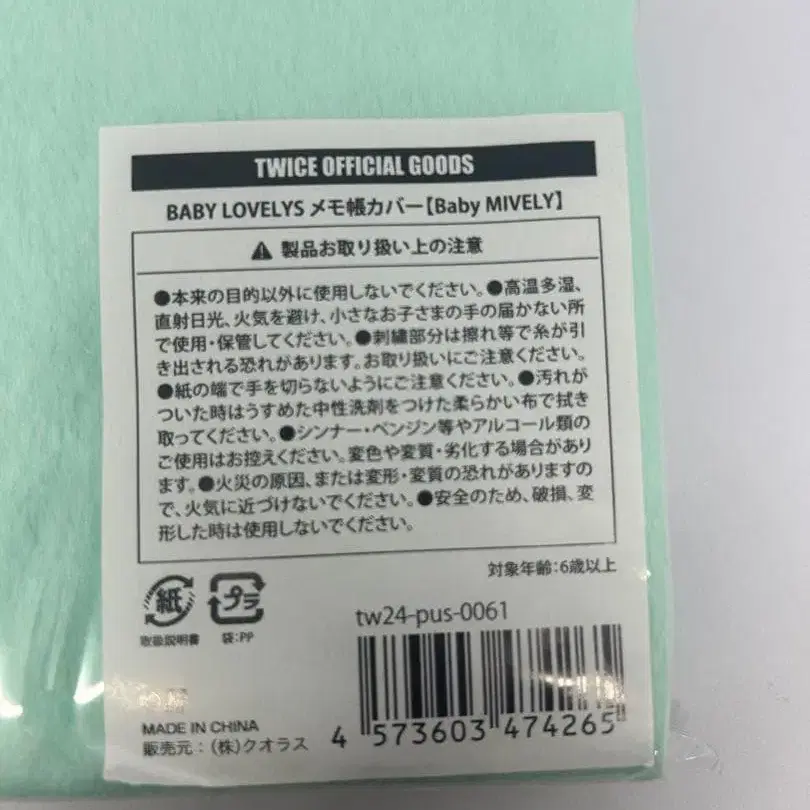 TWICE OFFICIAL GOODS
BABY LOVELYS メモ帳カバー【Baby MIVELY】
製品お取り扱い上の注意
●本来の目的以外に使用しないでください。●高温多湿、
直射日光、火気を避け、小さなお子さまの手の届かない所
で使用・保管してください。●刺繍部分は擦れ等で糸が引
き出される恐れがあります。お取り扱いにご注意ください。
●紙の端で手を切らないようにご注意ください。●汚れが
ついた時はうすめた中性洗剤をつけた柔らかい布で拭き
取ってください。●シンナー・ベンジン等やアルコール類の
ご使用はお控えください。変色や変質・劣化する場合があり
ます。●火災の原因、または変形・変質の恐れがありますの
で、火気に近づけないでください。●安全のため、破損、変
形した時は使用しないでください。
対象年齢:6歳以上
紙
プラ
取扱説明書
袋:PP
tw24-pus-0061
MADE IN CHINA
販売元:(株)クオラス
4 573603 474265